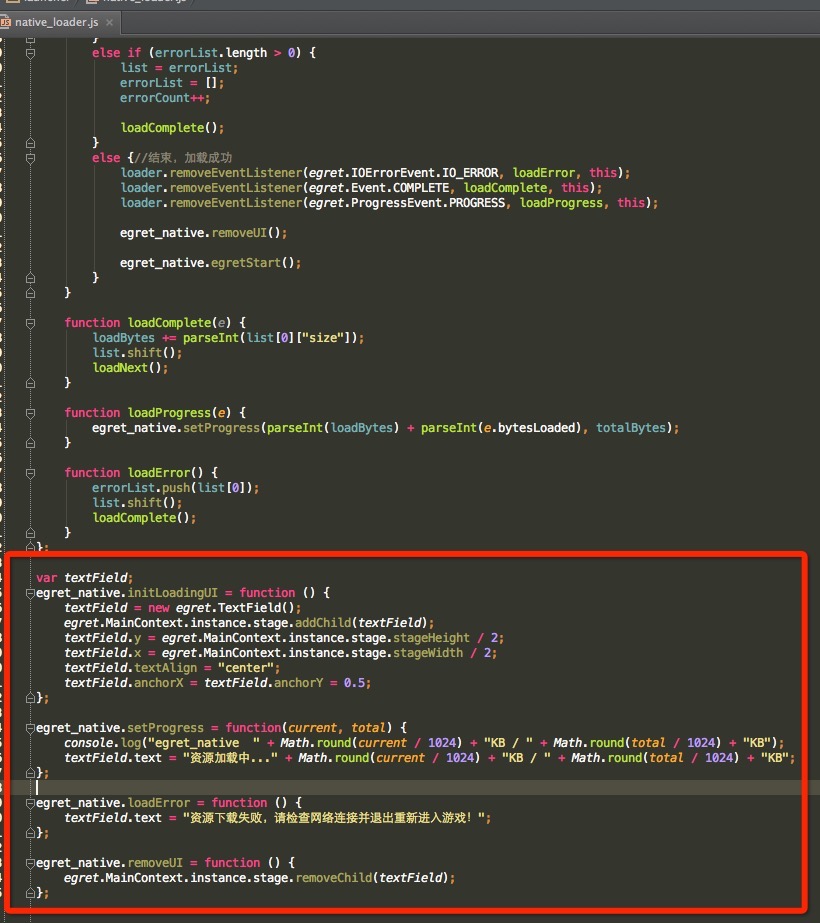 native_loader.js
}
else if (errorList.length > 0) {
list = errorList;
errorList = [];
errorCount++;
loadComplete();
}
else {//结束，加载成功
loader.removeEventListener(egret.IOErrorEvent.IO_ERROR, loadError, this);
loader.removeEventListener(egret.Event.COMPLETE, loadComplete, this);
loader.removeEventListener(egret.ProgressEvent.PROGRESS, loadProgress, this);
egret_native.removeUI();
egret_native.egretStart();
}
}
function loadComplete(e) {
loadBytes += parseInt(list[0]["size"]);
list.shift();
loadNext();
}
function loadProgress(e) {
egret_native.setProgress(parseInt(loadBytes) + parseInt(e.bytesLoaded), totalBytes);
}
function loadError() {
errorList.push(list[0]);
list.shift();
loadComplete();
}
};
var textField;
egret_native.initLoadingUI = function () {
textField = new egret.TextField();
egret.MainContext.instance.stage.addChild(textField);
textField.y = egret.MainContext.instance.stage.stageHeight / 2;
textField.x = egret.MainContext.instance.stage.stageWidth / 2;
textField.textAlign = "center";
textField.anchorX = textField.anchorY = 0.5;
};
egret_native.setProgress = function(current, total) {
console.log("egret_native  " + Math.round(current / 1024) + "KB / " + Math.round(total / 1024) + "KB");
textField.text = "资源加载中..." + Math.round(current / 1024) + "KB / " + Math.round(total / 1024) + "KB";
};
egret_native.loadError = function () {
textField.text = "资源下载失败，请检查网络连接并退出重新进入游戏！";
};
egret_native.removeUI = function () {
egret.MainContext.instance.stage.removeChild(textField);
};